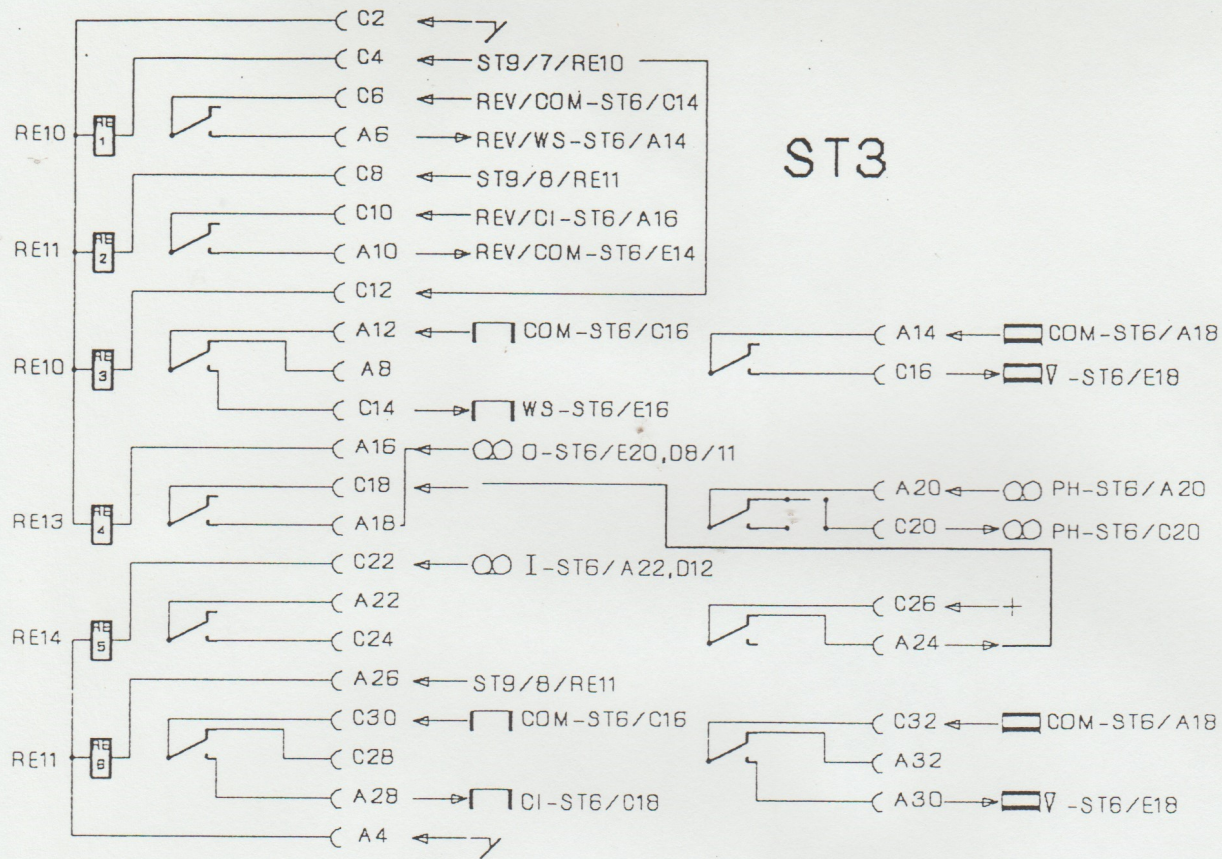 C2
C4 ST9/7/RE10
C6 REV/COM-ST6/C14
RE10 RE 1 A6 REV/WS-ST6/A14
ST3
C8 ST9/8/RE11
C10 REV/CI-ST6/A16
RE11 RE 2 A10 REV/COM-ST6/E14
C12
A12 COM-ST6/C16 A14 COM-ST6/A18
RE10 RE 3 A8 C16 V -ST6/E18
C14 WS-ST6/E16
A16 O-ST6/E20,D8/11
C18 A20 PH-ST6/A20
RE13 RE 4 A18 C20 PH-ST6/C20
C22 I-ST6/A22,D12
A22 C26 +
RE14 RE 5 C24 A24
A26 ST9/8/RE11
C30 COM-ST6/C16 C32 COM-ST6/A18
RE11 RE 6 C28 A32
A28 CI-ST6/C18 A30 V -ST6/E18
A4